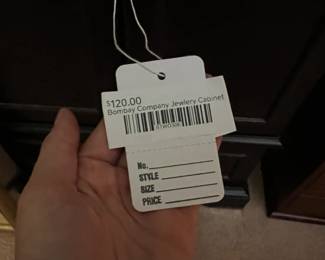 $120.00
Bombay Company Jewlery Cabinet
No.
STYLE
SIZE
PRICE